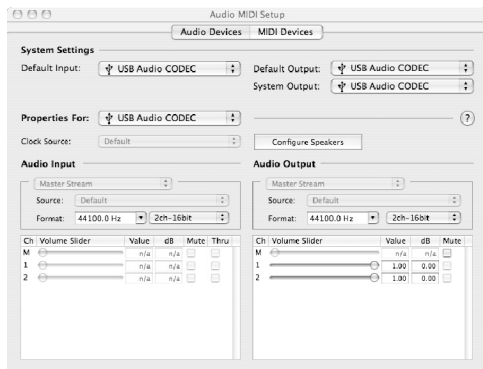 Audio MIDI Setup
Audio Devices MIDI Devices
System Settings
Default Input: USB Audio CODEC
Default Output: USB Audio CODEC
System Output: USB Audio CODEC
Properties For: USB Audio CODEC ?
Clock Source: Default
Configure Speakers
Audio Input
Master Stream
Source: Default
Format: 44100.0 Hz 2ch-16bit
Ch Volume Slider Value dB Mute Thru
M n/a n/a
1 n/a n/a
2 n/a n/a
Audio Output
Master Stream
Source: Default
Format: 44100.0 Hz 2ch-16bit
Ch Volume Slider Value dB Mute
M n/a n/a
1 1.00 0.00
2 1.00 0.00